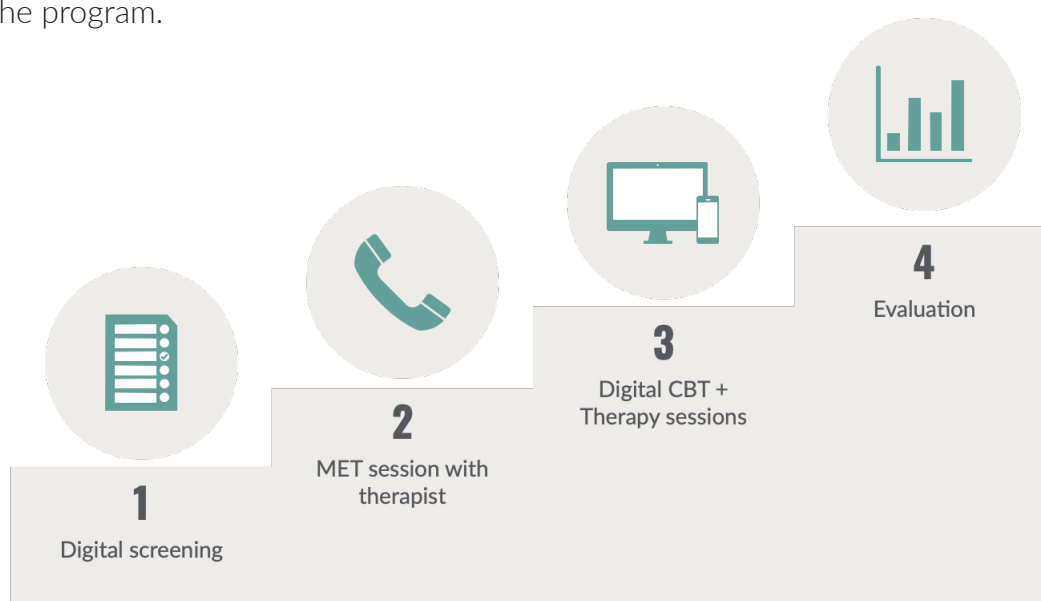 he program.
1
Digital screening
2
MET session with
therapist
3
Digital CBT +
Therapy sessions
4
Evaluation